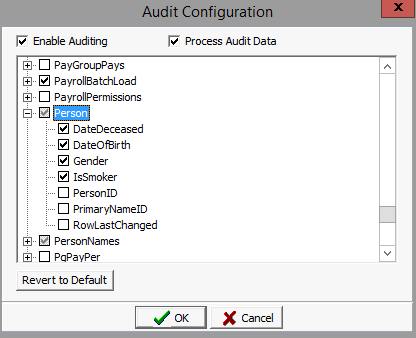 Audit Configuration
Enable Auditing Process Audit Data
PayGroupPays
PayrollBatchLoad
PayrollPermissions
Person
DateDeceased
DateOfBirth
Gender
IsSmoker
PersonID
PrimaryNameID
RowLastChanged
PersonNames
PgPayPer
Revert to Default
OK Cancel